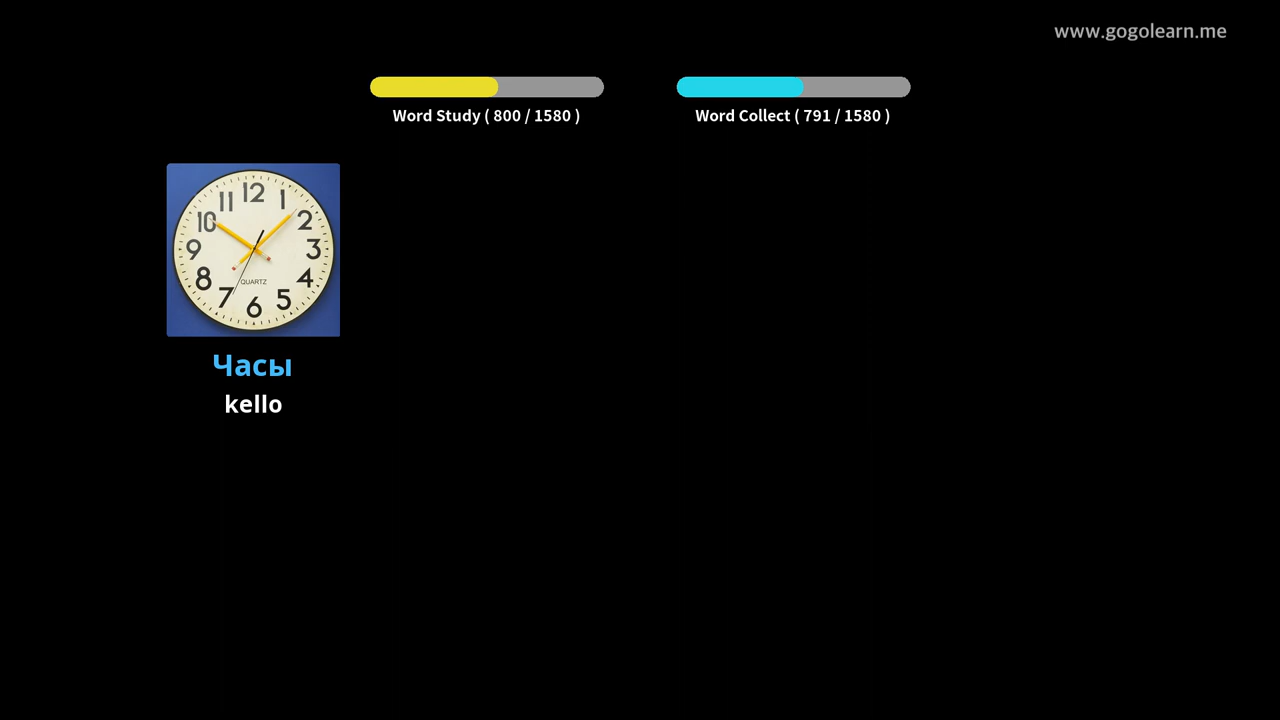 www.gogolearn.me
Word Study ( 800 / 1580 )
Word Collect ( 791 / 1580 )
12
11
1
10
2
9
3
8
4
QUARTZ
7
5
6
Часы
kello